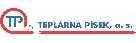 TP
TEPLÁRNA PÍSEK, a. s.